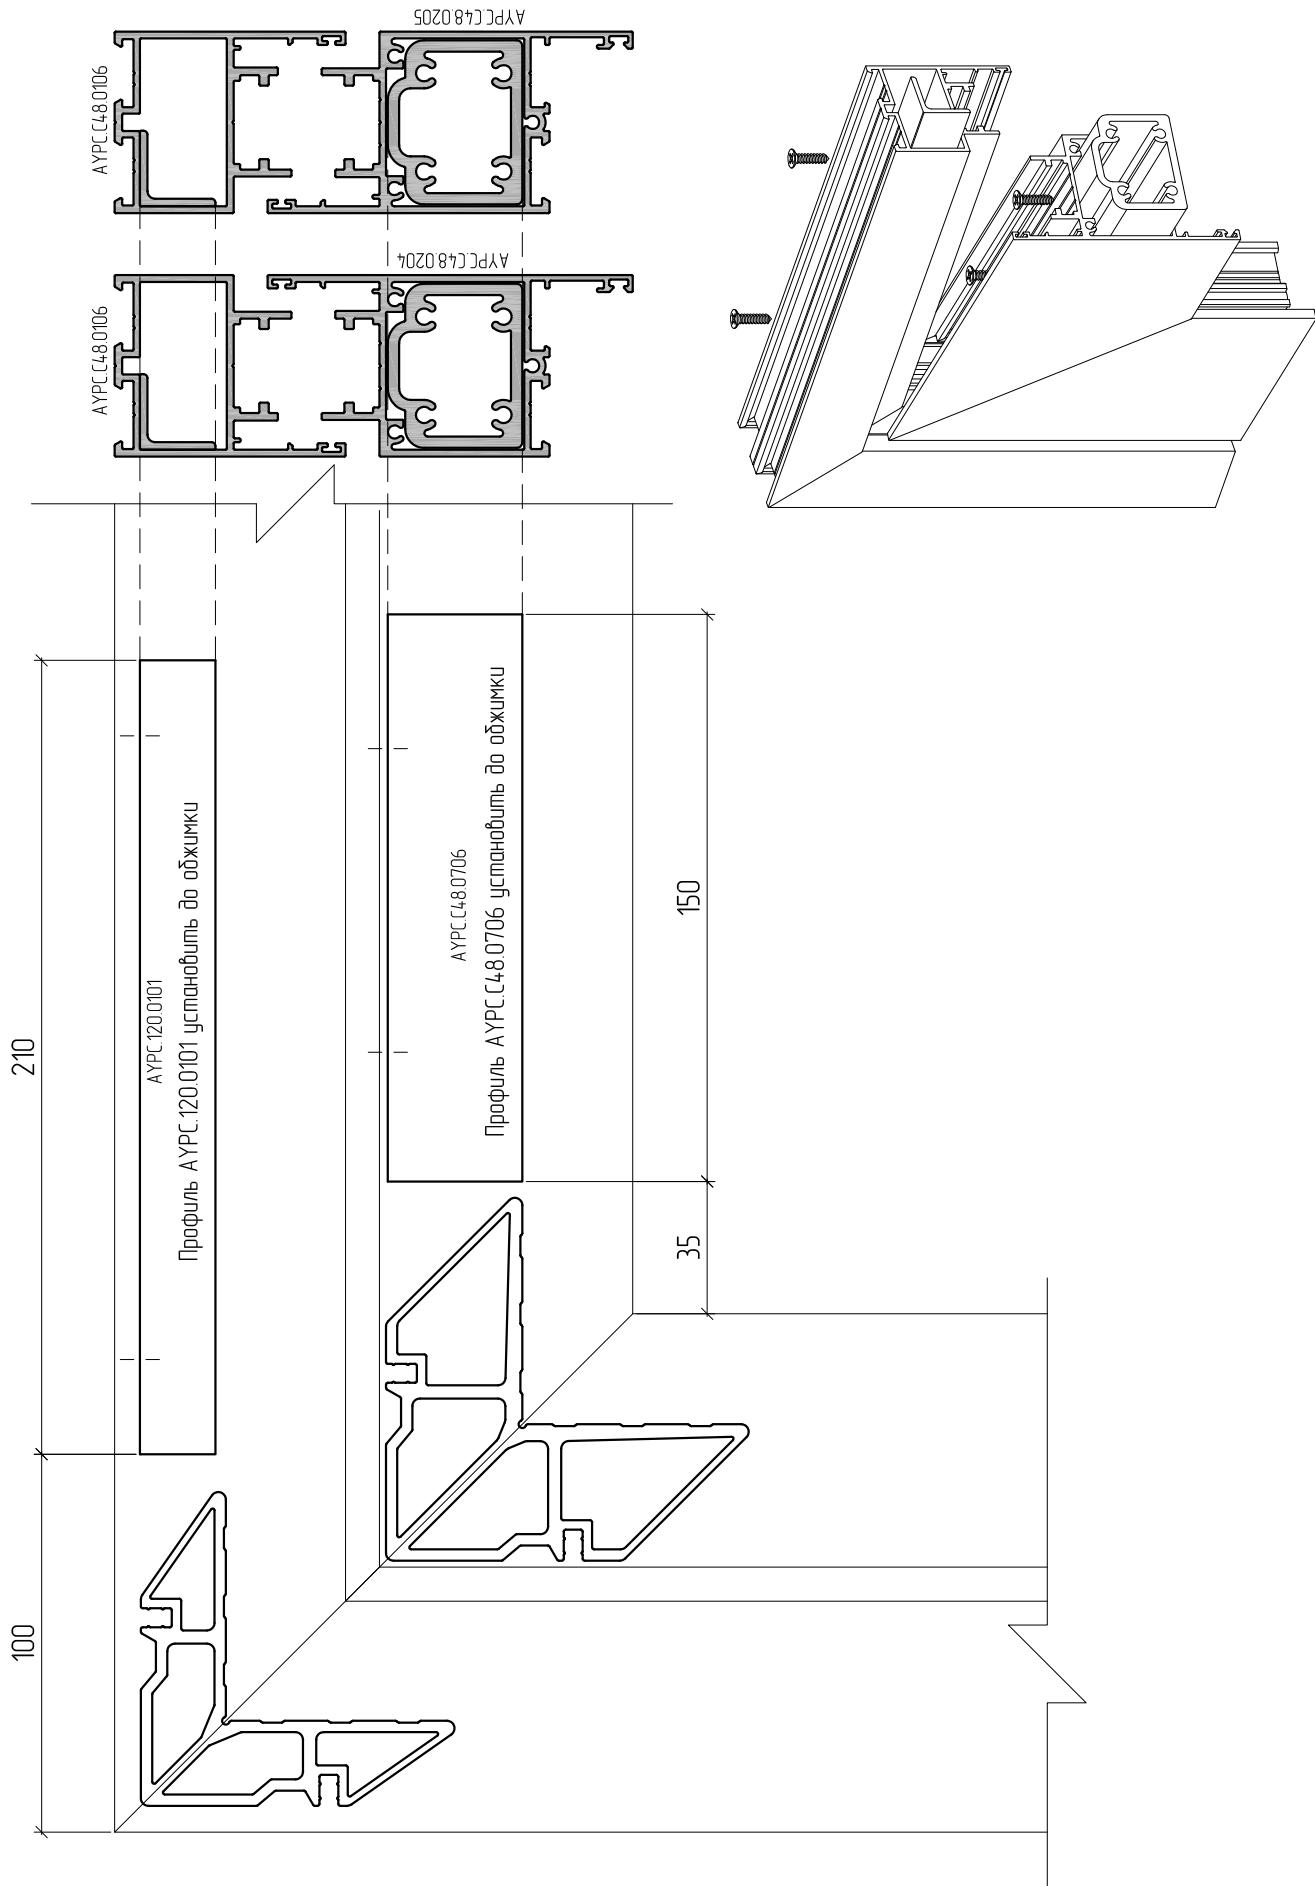 AYPC.C48.0205
AYPC.C48.0106
AYPC.C48.0204
AYPC.C48.0106
210
AYPC.120.0101
Профиль AYPC.120.0101 установить до обжимки
AYPC.C48.0706
Профиль AYPC.C48.0706 установить до обжимки
150
35
100